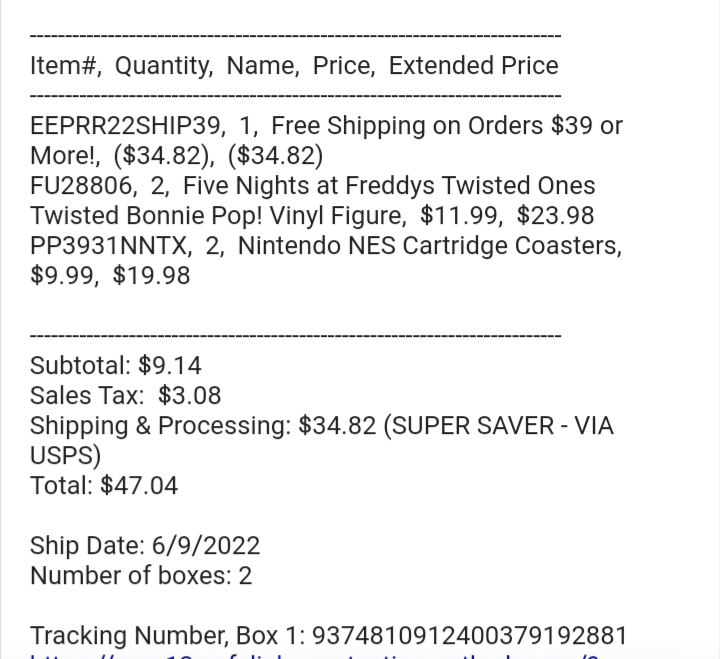 ----------------------------------------------------------------------------
Item#, Quantity, Name, Price, Extended Price
----------------------------------------------------------------------------
EEPRR22SHIP39, 1, Free Shipping on Orders $39 or
More!, ($34.82), ($34.82)
FU28806, 2, Five Nights at Freddys Twisted Ones
Twisted Bonnie Pop! Vinyl Figure, $11.99, $23.98
PP3931NNTX, 2, Nintendo NES Cartridge Coasters,
$9.99, $19.98
----------------------------------------------------------------------------
Subtotal: $9.14
Sales Tax: $3.08
Shipping & Processing: $34.82 (SUPER SAVER - VIA
USPS)
Total: $47.04
Ship Date: 6/9/2022
Number of boxes: 2
Tracking Number, Box 1: 9374810912400379192881